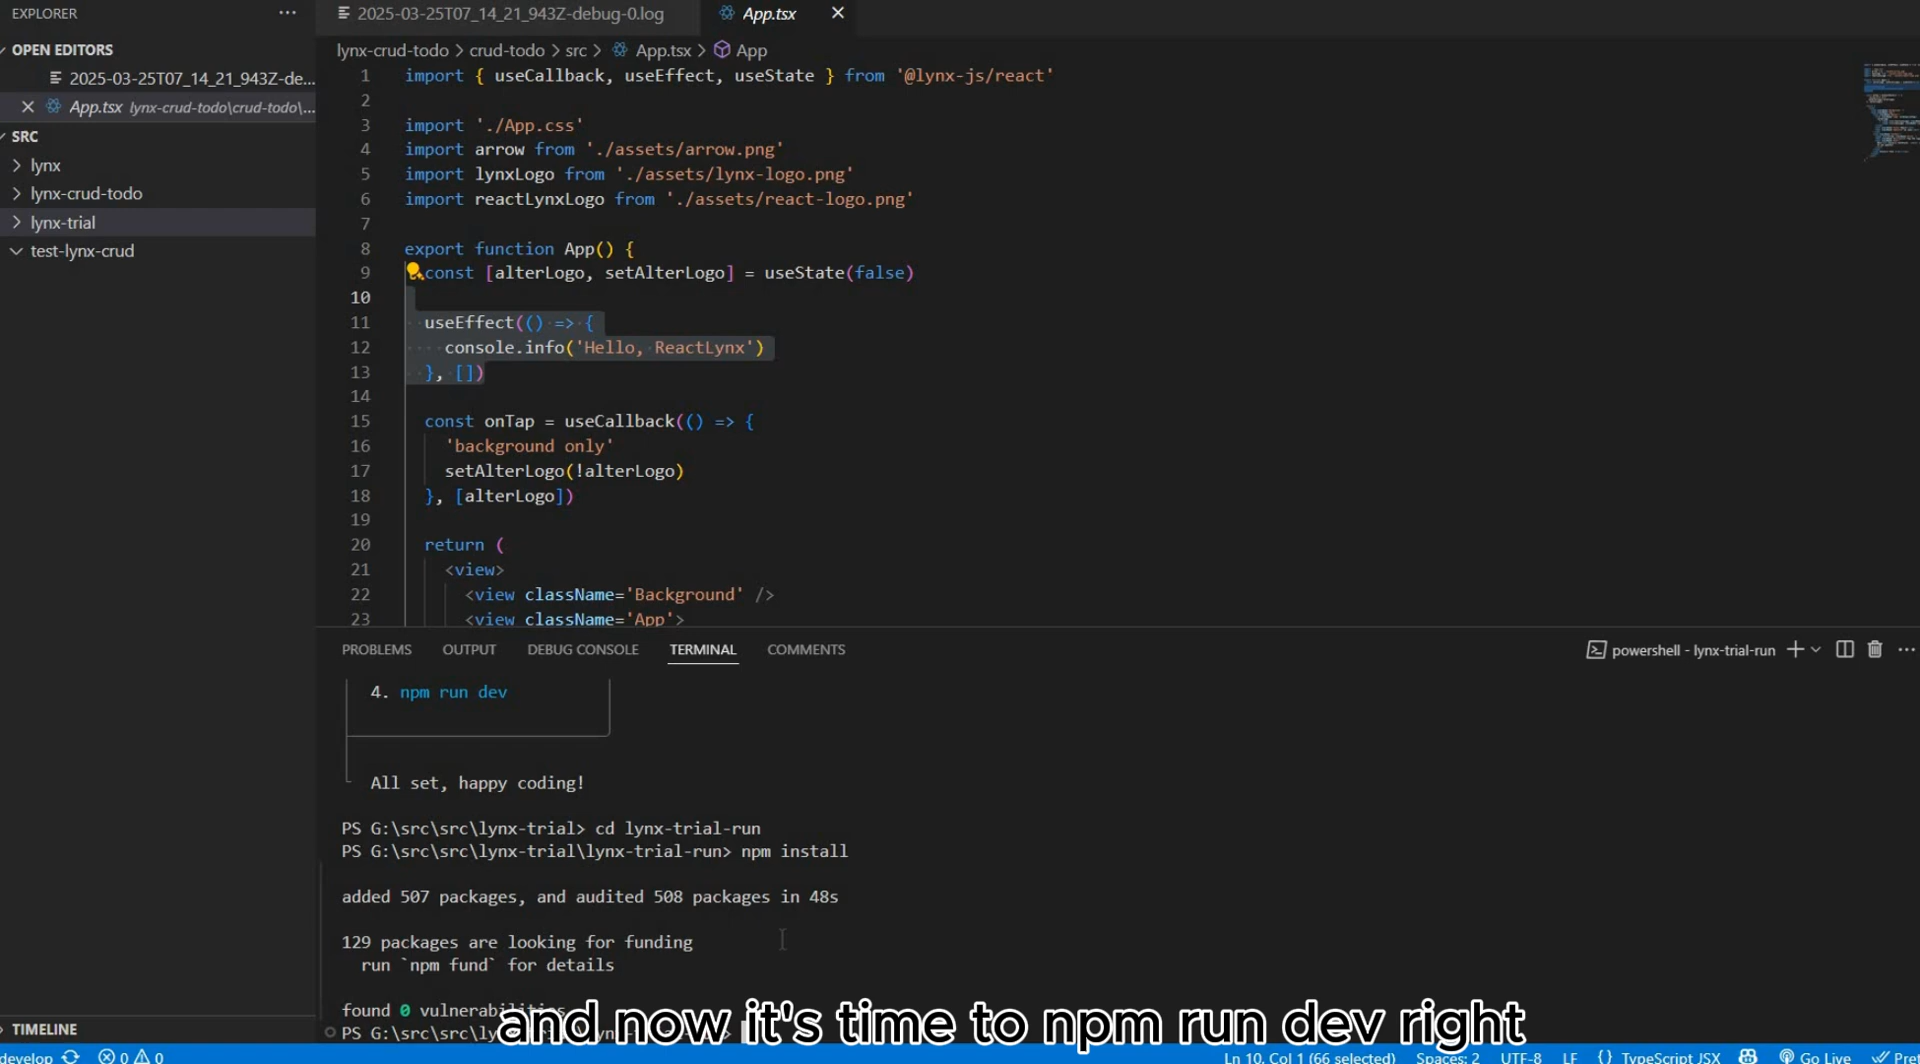 EXPLORER ···
OPEN EDITORS
2025-03-25T07_14_21_943Z-de...
App.tsx lynx-crud-todo\crud-todo\...
SRC
lynx
lynx-crud-todo
lynx-trial
test-lynx-crud
TIMELINE
2025-03-25T07_14_21_943Z-debug-0.log
App.tsx
lynx-crud-todo > crud-todo > src > App.tsx > App
1 import { useCallback, useEffect, useState } from '@lynx-js/react'
2
3 import './App.css'
4 import arrow from './assets/arrow.png'
5 import lynxLogo from './assets/lynx-logo.png'
6 import reactLynxLogo from './assets/react-logo.png'
7
8 export function App() {
9 const [alterLogo, setAlterLogo] = useState(false)
10
11 useEffect(() => {
12 console.info('Hello, ReactLynx')
13 }, [])
14
15 const onTap = useCallback(() => {
16 'background only'
17 setAlterLogo(!alterLogo)
18 }, [alterLogo])
19
20 return (
21 <view>
22 <view className='Background' />
23 <view className='App'>
PROBLEMS OUTPUT DEBUG CONSOLE TERMINAL COMMENTS
powershell - lynx-trial-run
4. npm run dev
All set, happy coding!
PS G:\src\src\lynx-trial> cd lynx-trial-run
PS G:\src\src\lynx-trial\lynx-trial-run> npm install
added 507 packages, and audited 508 packages in 48s
129 packages are looking for funding
run `npm fund` for details
found 0 vulnerabilities
PS G:\src\
and now it's time to npm run dev right
develop 0 0 Ln 10, Col 1 (66 selected) Spaces: 2 UTF-8 LF {} TypeScript JSX Go Live Pre